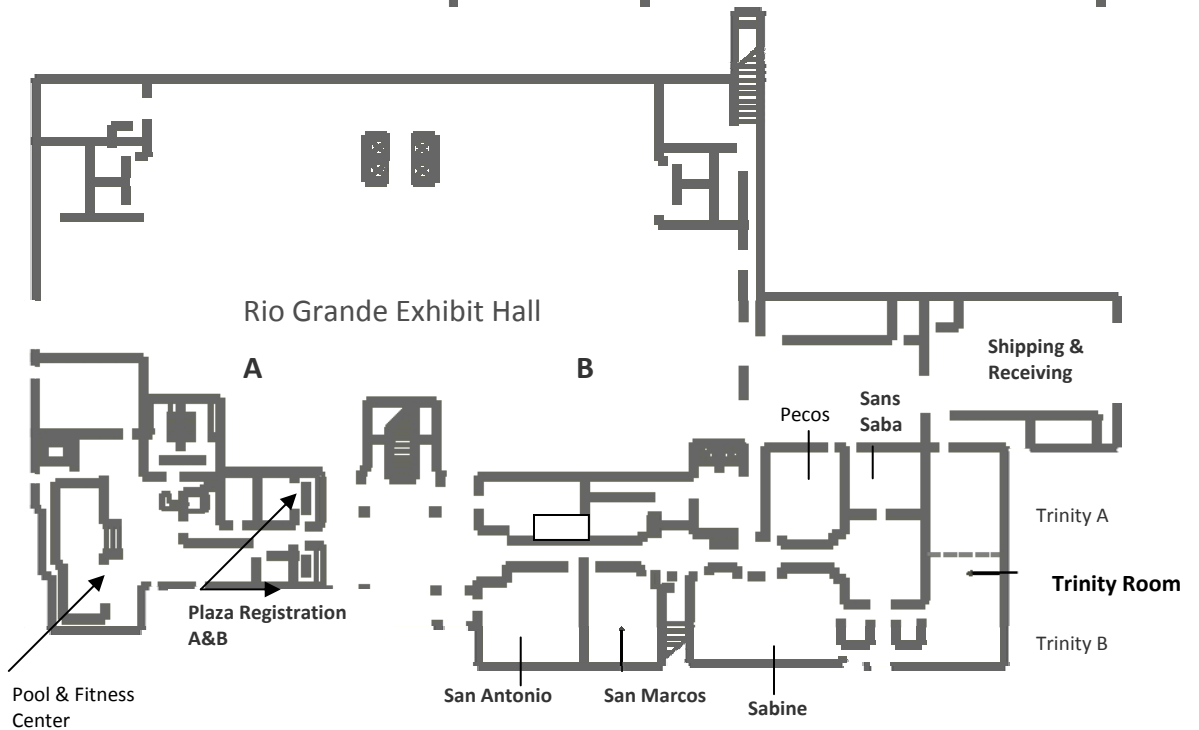 Rio Grande Exhibit Hall
A
B
Shipping &
Receiving
Sans
Saba
Pecos
Trinity A
Trinity Room
Trinity B
Plaza Registration
A&B
Pool & Fitness
Center
San Antonio
San Marcos
Sabine